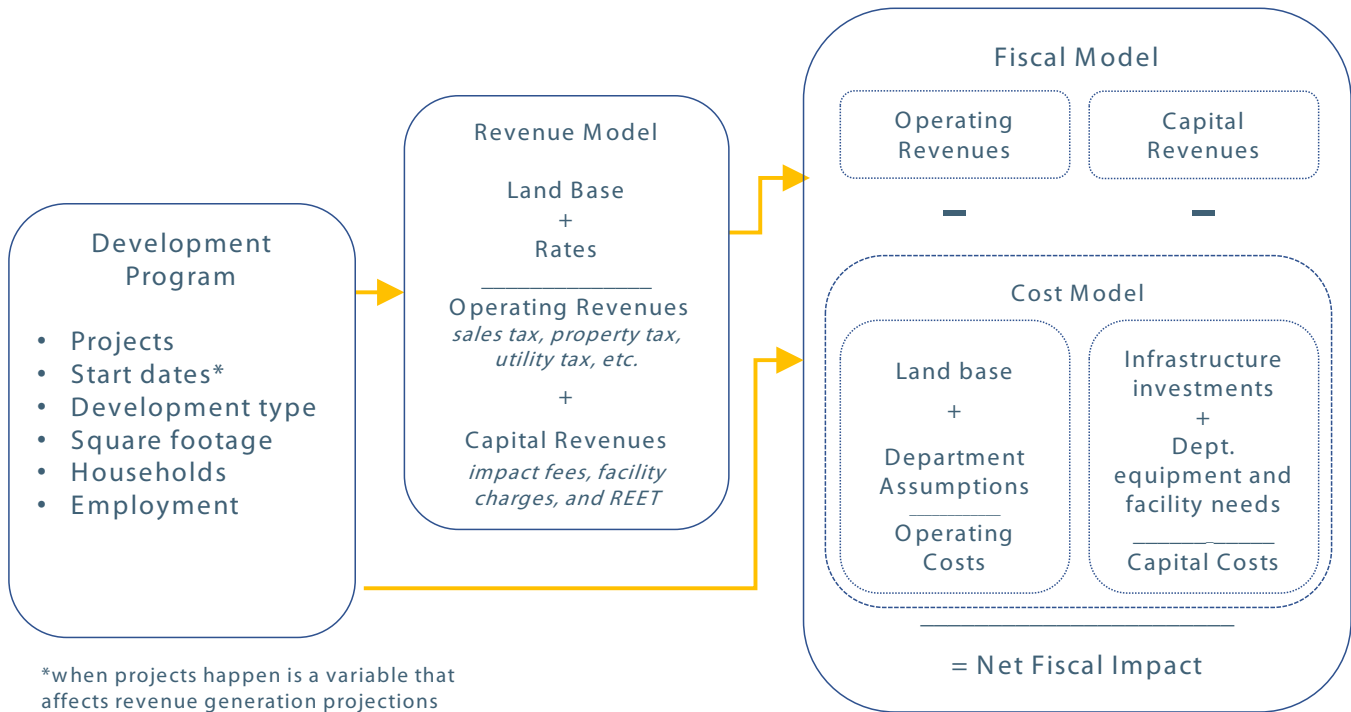 Development
Program
• Projects
• Start dates*
• Development type
• Square footage
• Households
• Employment
*when projects happen is a variable that
affects revenue generation projections
Revenue Model
Land Base
+
Rates
Operating Revenues
sales tax, property tax,
utility tax, etc.
+
Capital Revenues
impact fees, facility
charges, and REET
Fiscal Model
Operating
Revenues
Capital
Revenues
–
–
Cost Model
Land base
+
Department
Assumptions
Operating
Costs
Infrastructure
investments
+
Dept.
equipment and
facility needs
Capital Costs
= Net Fiscal Impact